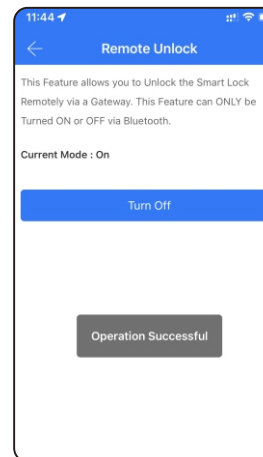 11:44
Remote Unlock
This Feature allows you to Unlock the Smart Lock
Remotely via a Gateway. This Feature can ONLY be
Turned ON or OFF via Bluetooth.
Current Mode : On
Turn Off
Operation Successful